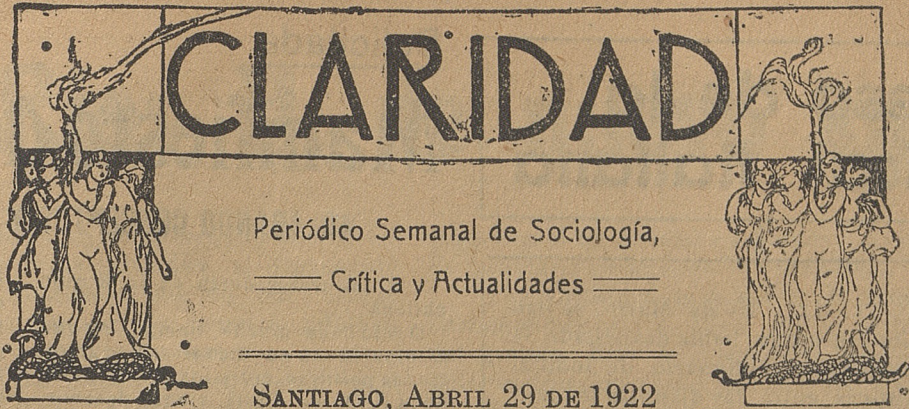 CLARIDAD
Periódico Semanal de Sociología,
Crítica y Actualidades
SANTIAGO, ABRIL 29 DE 1922